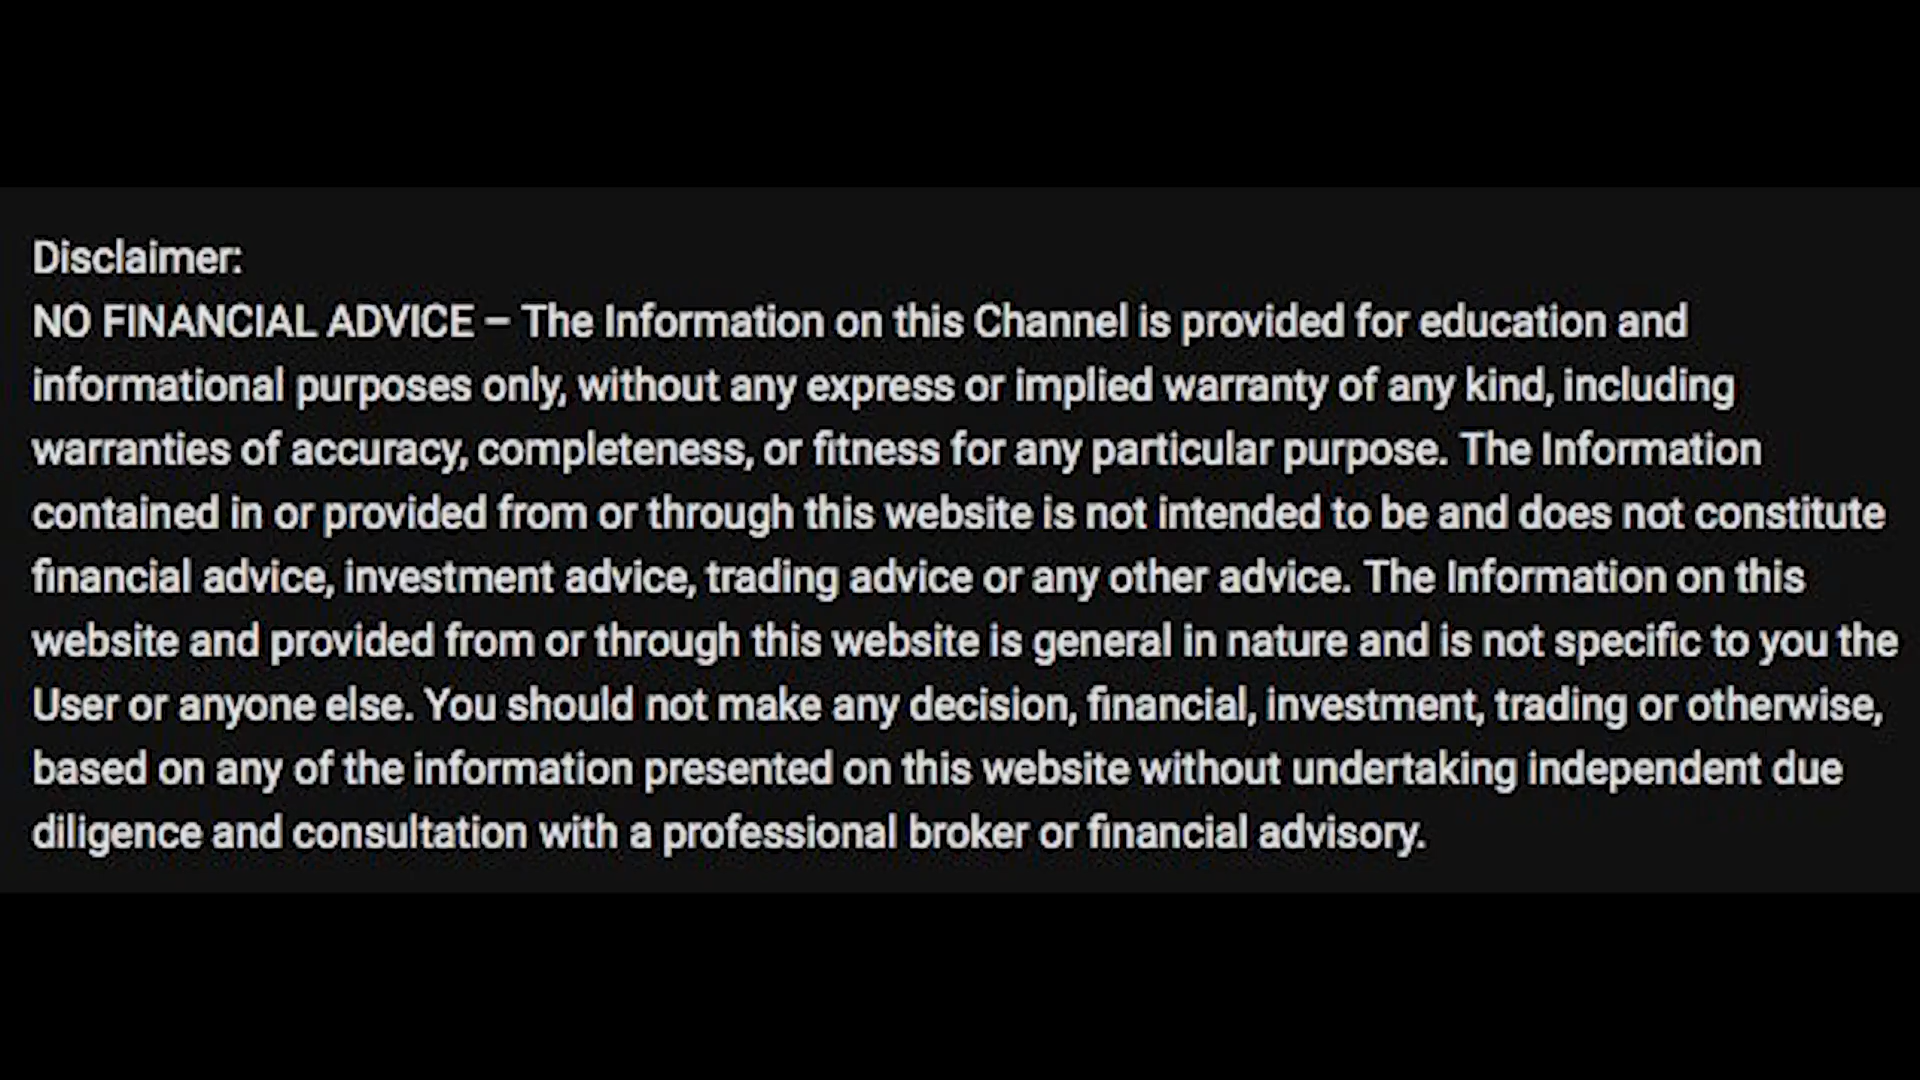 Disclaimer:
NO FINANCIAL ADVICE – The Information on this Channel is provided for education and
informational purposes only, without any express or implied warranty of any kind, including
warranties of accuracy, completeness, or fitness for any particular purpose. The Information
contained in or provided from or through this website is not intended to be and does not constitute
financial advice, investment advice, trading advice or any other advice. The Information on this
website and provided from or through this website is general in nature and is not specific to you the
User or anyone else. You should not make any decision, financial, investment, trading or otherwise,
based on any of the information presented on this website without undertaking independent due
diligence and consultation with a professional broker or financial advisory.